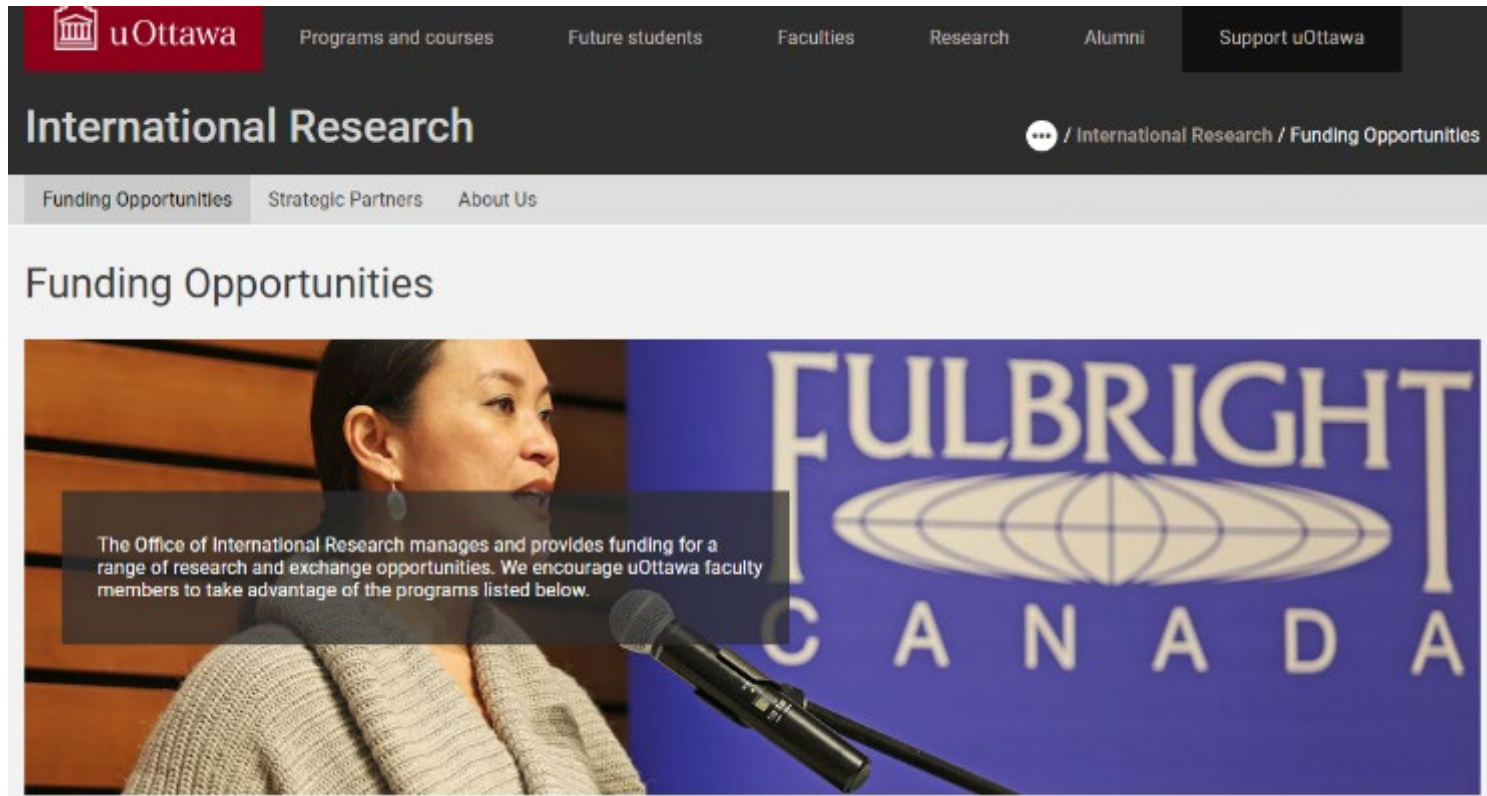 uOttawa
Programs and courses
Future students
Faculties
Research
Alumni
Support uOttawa
International Research
/ International Research / Funding Opportunities
Funding Opportunities
Strategic Partners
About Us
Funding Opportunities
FULBRIGHT
CANADA
The Office of International Research manages and provides funding for a
range of research and exchange opportunities. We encourage uOttawa faculty
members to take advantage of the programs listed below.